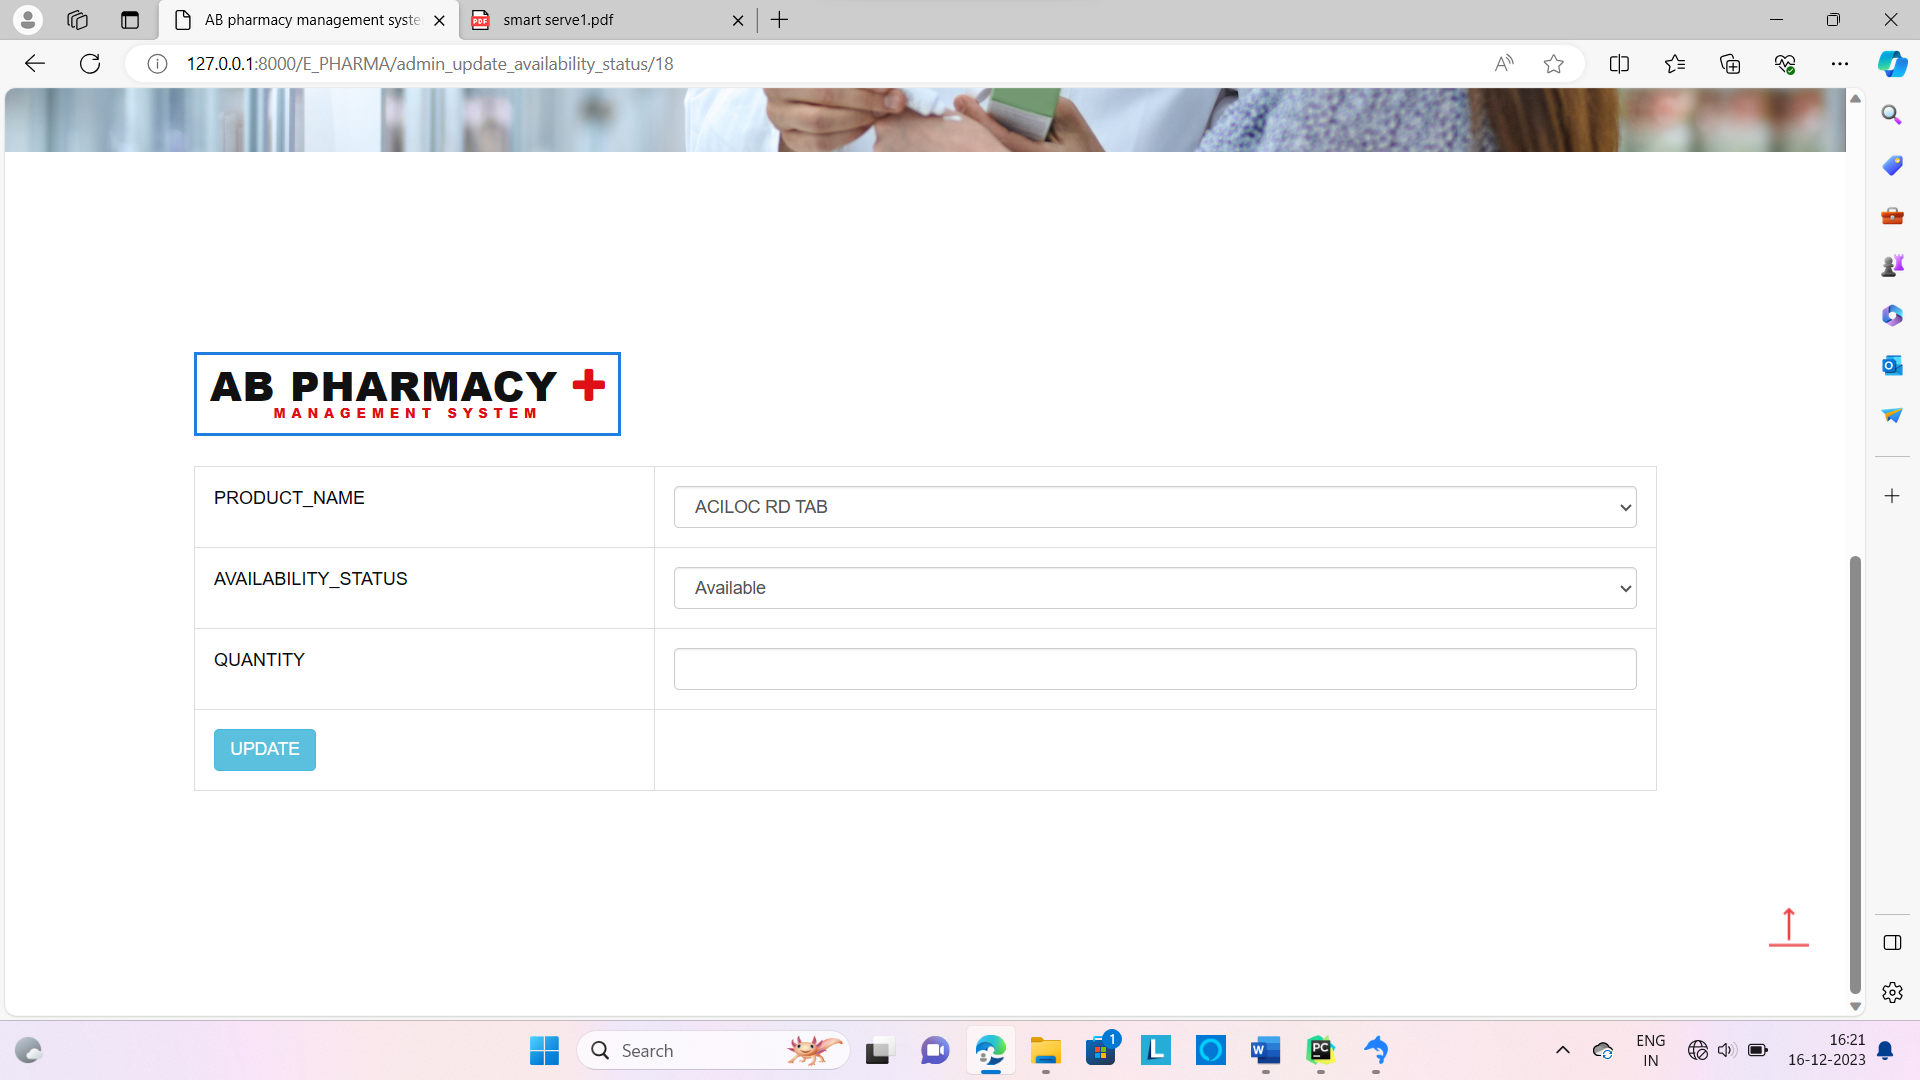 AB pharmacy management syste
smart serve1.pdf
127.0.0.1:8000/E_PHARMA/admin_update_availability_status/18
AB PHARMACY
MANAGEMENT SYSTEM
PRODUCT_NAME
ACILOC RD TAB
AVAILABILITY_STATUS
Available
QUANTITY
UPDATE
Search
1
ENG
IN
16:21
16-12-2023